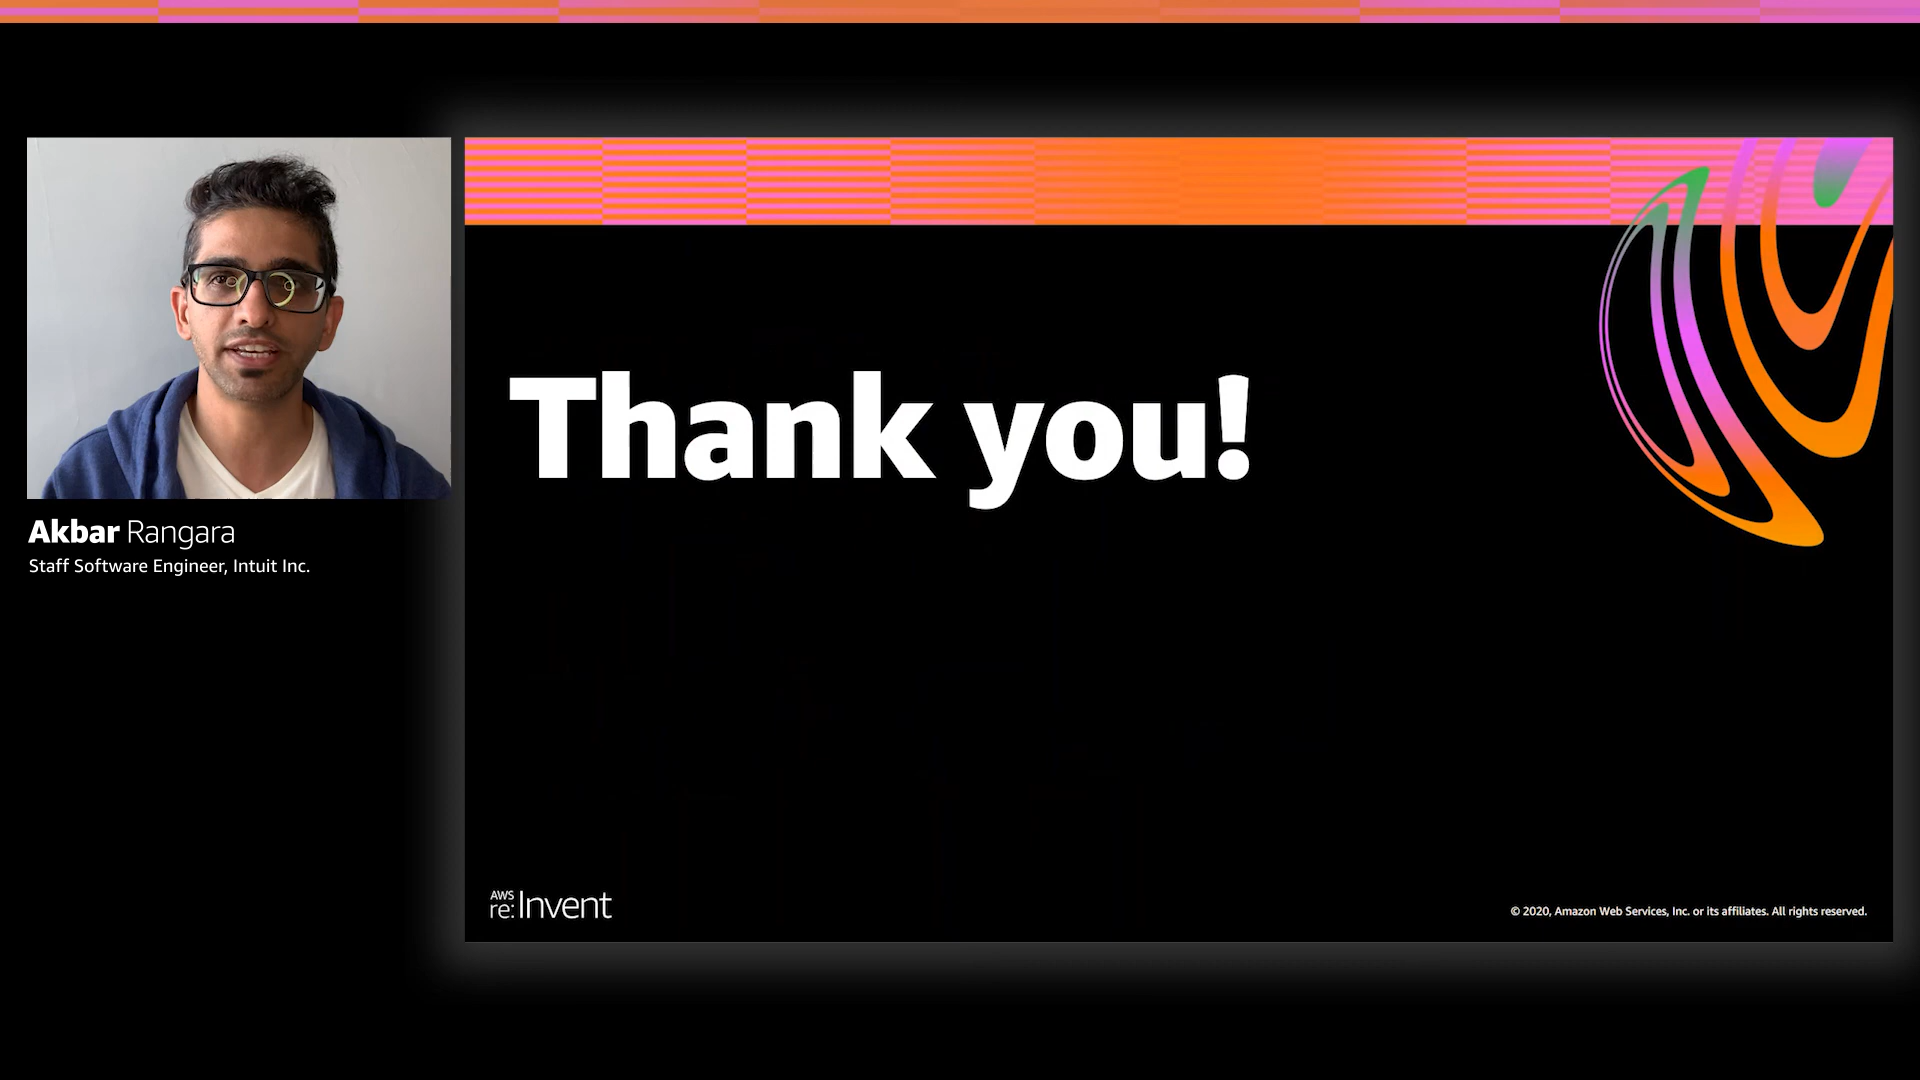 Akbar Rangara
Staff Software Engineer, Intuit Inc.
Thank you!
AWS
re:Invent
© 2020, Amazon Web Services, Inc. or its affiliates. All rights reserved.